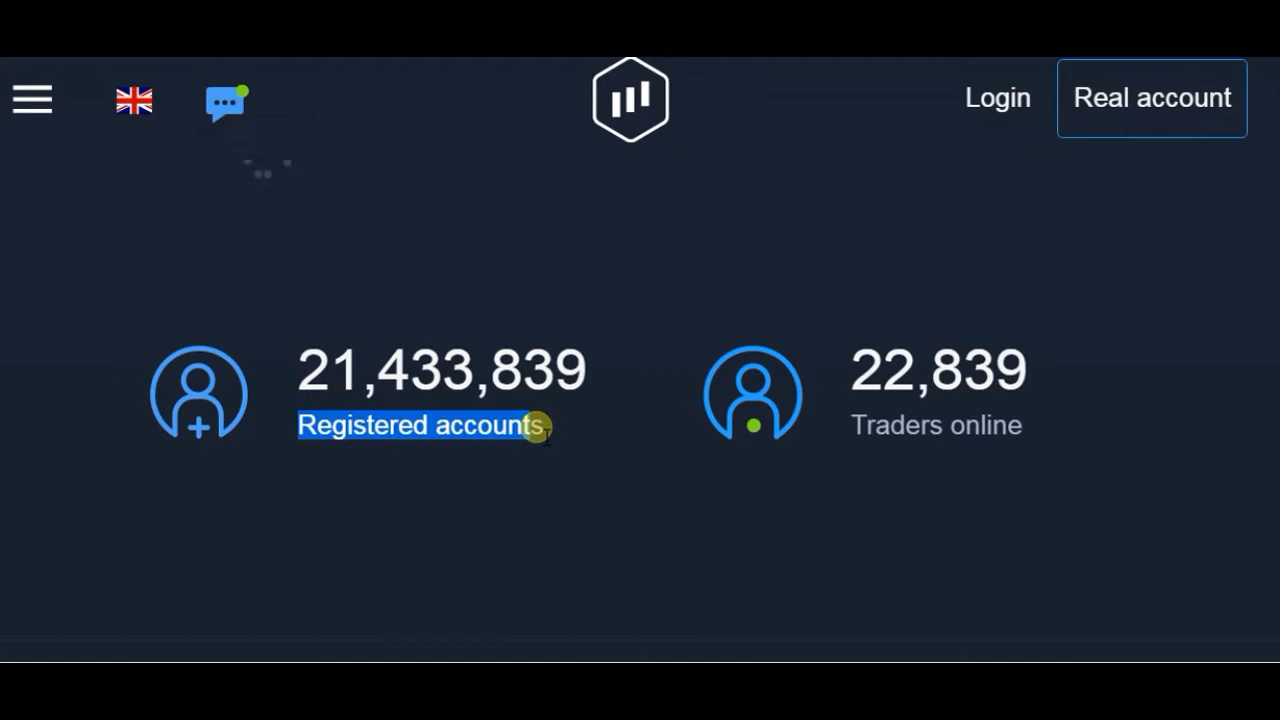 Login
Real account
21,433,839
Registered accounts
22,839
Traders online